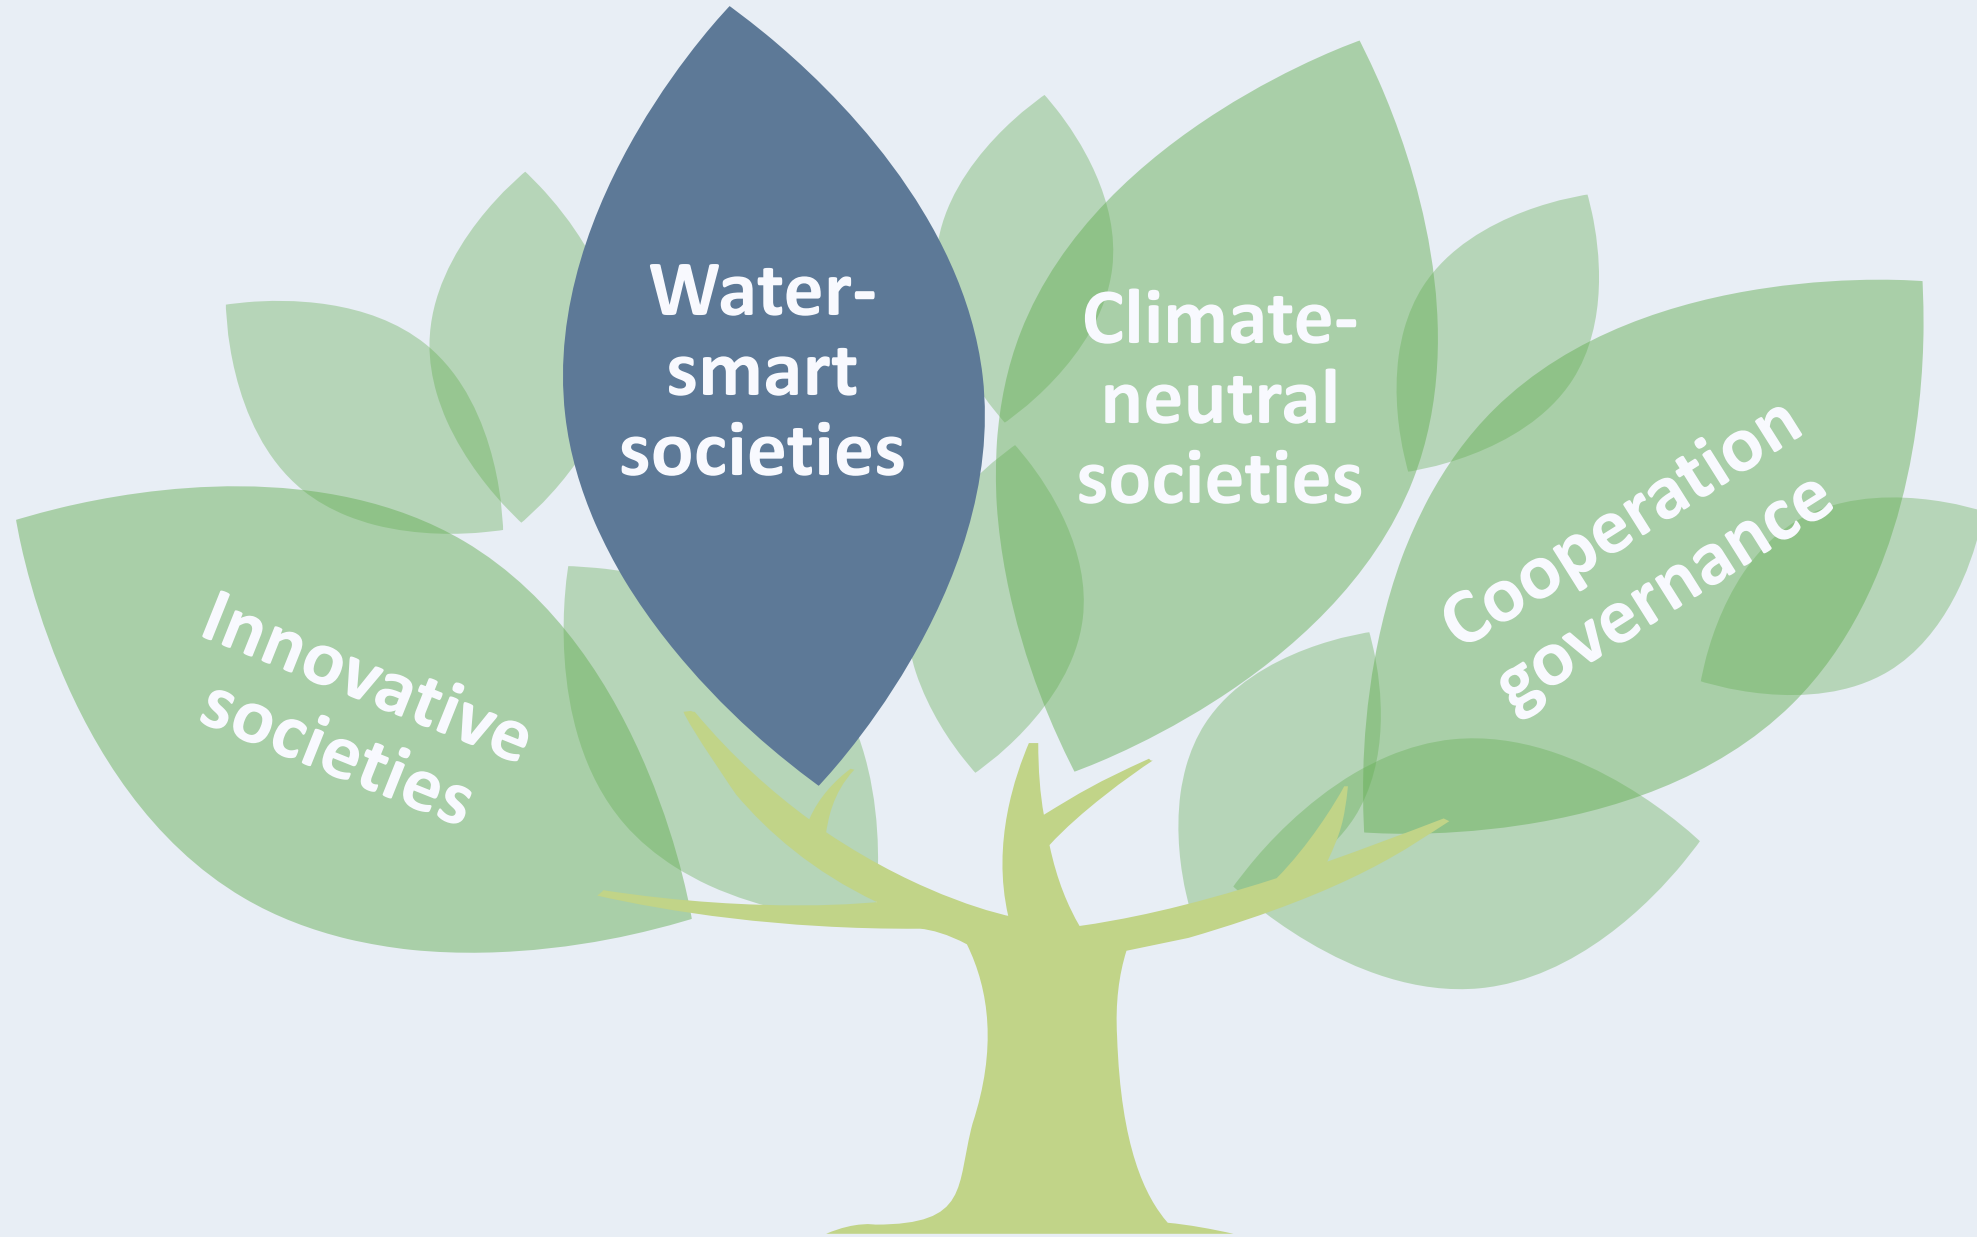 Water-
smart
societies
Climate-
neutral
societies
Cooperation
governance
Innovative
societies